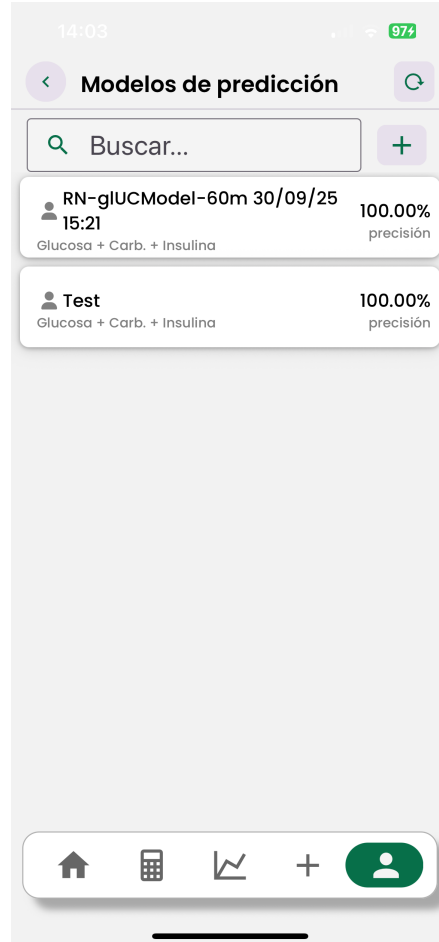 14:03
97
Modelos de predicción
Buscar...
RN-glUCModel-60m 30/09/25
15:21
100.00%
precisión
Glucosa + Carb. + Insulina
Test
100.00%
precisión
Glucosa + Carb. + Insulina